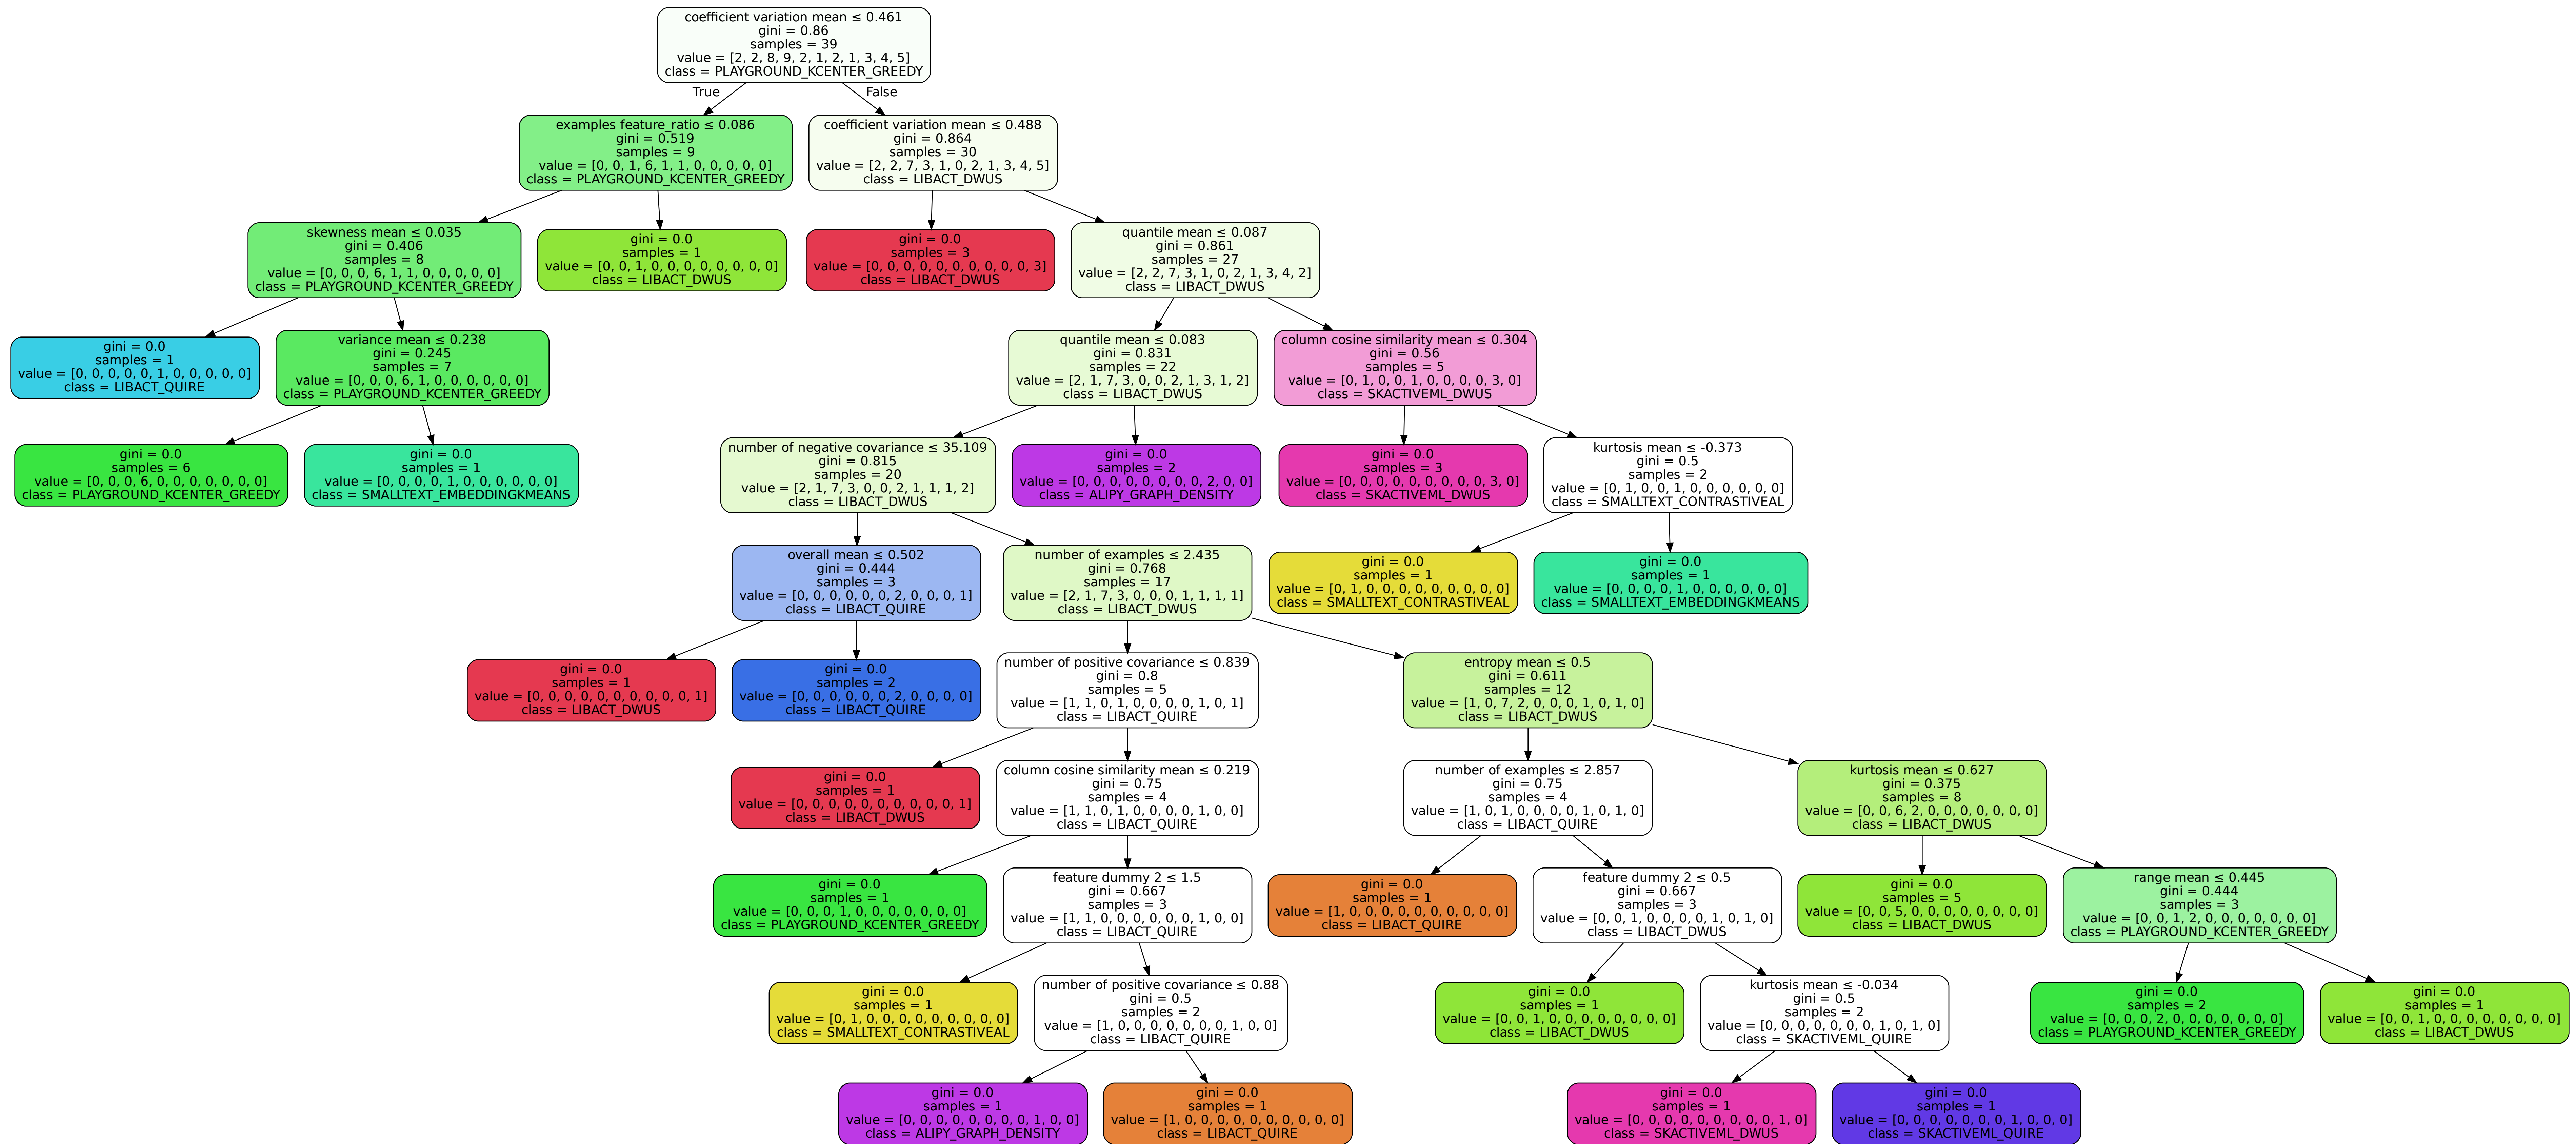 coefficient variation mean ≤ 0.461
gini = 0.86
samples = 39
value = [2, 2, 8, 9, 2, 1, 2, 1, 3, 4, 5]
class = PLAYGROUND_KCENTER_GREEDY
True
False
examples feature_ratio ≤ 0.086
gini = 0.519
samples = 9
value = [0, 0, 1, 6, 1, 1, 0, 0, 0, 0, 0]
class = PLAYGROUND_KCENTER_GREEDY
coefficient variation mean ≤ 0.488
gini = 0.864
samples = 30
value = [2, 2, 7, 3, 1, 0, 2, 1, 3, 4, 5]
class = LIBACT_DWUS
skewness mean ≤ 0.035
gini = 0.406
samples = 8
value = [0, 0, 0, 6, 1, 1, 0, 0, 0, 0, 0]
class = PLAYGROUND_KCENTER_GREEDY
gini = 0.0
samples = 1
value = [0, 0, 1, 0, 0, 0, 0, 0, 0, 0, 0]
class = LIBACT_DWUS
gini = 0.0
samples = 3
value = [0, 0, 0, 0, 0, 0, 0, 0, 0, 0, 3]
class = LIBACT_DWUS
quantile mean ≤ 0.087
gini = 0.861
samples = 27
value = [2, 2, 7, 3, 1, 0, 2, 1, 3, 4, 2]
class = LIBACT_DWUS
gini = 0.0
samples = 1
value = [0, 0, 0, 0, 0, 1, 0, 0, 0, 0, 0]
class = LIBACT_QUIRE
variance mean ≤ 0.238
gini = 0.245
samples = 7
value = [0, 0, 0, 6, 1, 0, 0, 0, 0, 0, 0]
class = PLAYGROUND_KCENTER_GREEDY
quantile mean ≤ 0.083
gini = 0.831
samples = 22
value = [2, 1, 7, 3, 0, 0, 2, 1, 3, 1, 2]
class = LIBACT_DWUS
column cosine similarity mean ≤ 0.304
gini = 0.56
samples = 5
value = [0, 1, 0, 0, 1, 0, 0, 0, 0, 3, 0]
class = SKACTIVEML_DWUS
gini = 0.0
samples = 6
value = [0, 0, 0, 6, 0, 0, 0, 0, 0, 0, 0]
class = PLAYGROUND_KCENTER_GREEDY
gini = 0.0
samples = 1
value = [0, 0, 0, 0, 1, 0, 0, 0, 0, 0, 0]
class = SMALLTEXT_EMBEDDINGKMEANS
number of negative covariance ≤ 35.109
gini = 0.815
samples = 20
value = [2, 1, 7, 3, 0, 0, 2, 1, 1, 1, 2]
class = LIBACT_DWUS
gini = 0.0
samples = 2
value = [0, 0, 0, 0, 0, 0, 0, 0, 2, 0, 0]
class = ALIPY_GRAPH_DENSITY
gini = 0.0
samples = 3
value = [0, 0, 0, 0, 0, 0, 0, 0, 0, 3, 0]
class = SKACTIVEML_DWUS
kurtosis mean ≤ -0.373
gini = 0.5
samples = 2
value = [0, 1, 0, 0, 1, 0, 0, 0, 0, 0, 0]
class = SMALLTEXT_CONTRASTIVEAL
overall mean ≤ 0.502
gini = 0.444
samples = 3
value = [0, 0, 0, 0, 0, 0, 2, 0, 0, 0, 1]
class = LIBACT_QUIRE
number of examples ≤ 2.435
gini = 0.768
samples = 17
value = [2, 1, 7, 3, 0, 0, 0, 1, 1, 1, 1]
class = LIBACT_DWUS
gini = 0.0
samples = 1
value = [0, 1, 0, 0, 0, 0, 0, 0, 0, 0, 0]
class = SMALLTEXT_CONTRASTIVEAL
gini = 0.0
samples = 1
value = [0, 0, 0, 0, 1, 0, 0, 0, 0, 0, 0]
class = SMALLTEXT_EMBEDDINGKMEANS
gini = 0.0
samples = 1
value = [0, 0, 0, 0, 0, 0, 0, 0, 0, 0, 1]
class = LIBACT_DWUS
gini = 0.0
samples = 2
value = [0, 0, 0, 0, 0, 0, 2, 0, 0, 0, 0]
class = LIBACT_QUIRE
number of positive covariance ≤ 0.839
gini = 0.8
samples = 5
value = [1, 1, 0, 1, 0, 0, 0, 0, 1, 0, 1]
class = LIBACT_QUIRE
entropy mean ≤ 0.5
gini = 0.611
samples = 12
value = [1, 0, 7, 2, 0, 0, 0, 1, 0, 1, 0]
class = LIBACT_DWUS
gini = 0.0
samples = 1
value = [0, 0, 0, 0, 0, 0, 0, 0, 0, 0, 1]
class = LIBACT_DWUS
column cosine similarity mean ≤ 0.219
gini = 0.75
samples = 4
value = [1, 1, 0, 1, 0, 0, 0, 0, 1, 0, 0]
class = LIBACT_QUIRE
number of examples ≤ 2.857
gini = 0.75
samples = 4
value = [1, 0, 1, 0, 0, 0, 0, 1, 0, 1, 0]
class = LIBACT_QUIRE
kurtosis mean ≤ 0.627
gini = 0.375
samples = 8
value = [0, 0, 6, 2, 0, 0, 0, 0, 0, 0, 0]
class = LIBACT_DWUS
gini = 0.0
samples = 1
value = [0, 0, 0, 1, 0, 0, 0, 0, 0, 0, 0]
class = PLAYGROUND_KCENTER_GREEDY
feature dummy 2 ≤ 1.5
gini = 0.667
samples = 3
value = [1, 1, 0, 0, 0, 0, 0, 0, 1, 0, 0]
class = LIBACT_QUIRE
gini = 0.0
samples = 1
value = [1, 0, 0, 0, 0, 0, 0, 0, 0, 0, 0]
class = LIBACT_QUIRE
feature dummy 2 ≤ 0.5
gini = 0.667
samples = 3
value = [0, 0, 1, 0, 0, 0, 0, 1, 0, 1, 0]
class = LIBACT_DWUS
gini = 0.0
samples = 5
value = [0, 0, 5, 0, 0, 0, 0, 0, 0, 0, 0]
class = LIBACT_DWUS
range mean ≤ 0.445
gini = 0.444
samples = 3
value = [0, 0, 1, 2, 0, 0, 0, 0, 0, 0, 0]
class = PLAYGROUND_KCENTER_GREEDY
gini = 0.0
samples = 1
value = [0, 1, 0, 0, 0, 0, 0, 0, 0, 0, 0]
class = SMALLTEXT_CONTRASTIVEAL
number of positive covariance ≤ 0.88
gini = 0.5
samples = 2
value = [1, 0, 0, 0, 0, 0, 0, 0, 1, 0, 0]
class = LIBACT_QUIRE
gini = 0.0
samples = 1
value = [0, 0, 1, 0, 0, 0, 0, 0, 0, 0, 0]
class = LIBACT_DWUS
kurtosis mean ≤ -0.034
gini = 0.5
samples = 2
value = [0, 0, 0, 0, 0, 0, 0, 1, 0, 1, 0]
class = SKACTIVEML_QUIRE
gini = 0.0
samples = 2
value = [0, 0, 0, 2, 0, 0, 0, 0, 0, 0, 0]
class = PLAYGROUND_KCENTER_GREEDY
gini = 0.0
samples = 1
value = [0, 0, 1, 0, 0, 0, 0, 0, 0, 0, 0]
class = LIBACT_DWUS
gini = 0.0
samples = 1
value = [0, 0, 0, 0, 0, 0, 0, 0, 1, 0, 0]
class = ALIPY_GRAPH_DENSITY
gini = 0.0
samples = 1
value = [1, 0, 0, 0, 0, 0, 0, 0, 0, 0, 0]
class = LIBACT_QUIRE
gini = 0.0
samples = 1
value = [0, 0, 0, 0, 0, 0, 0, 0, 0, 1, 0]
class = SKACTIVEML_DWUS
gini = 0.0
samples = 1
value = [0, 0, 0, 0, 0, 0, 0, 1, 0, 0, 0]
class = SKACTIVEML_QUIRE